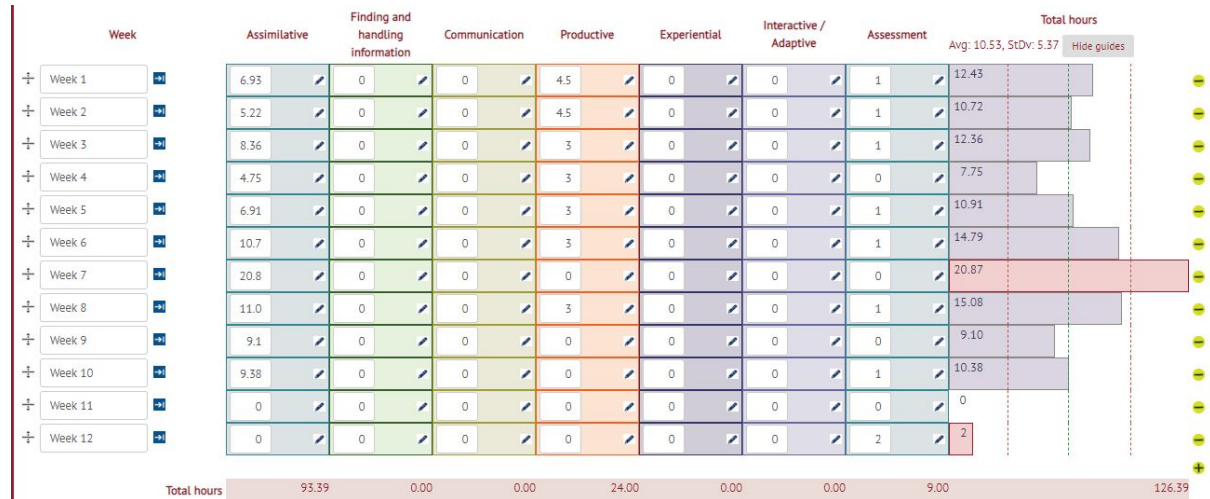 Week Assimilative Finding and handling information Communication Productive Experiential Interactive / Adaptive Assessment Total hours
Avg: 10.53, StDv: 5.37 Hide guides
Week 1 6.93 0 0 4.5 0 0 1 12.43
Week 2 5.22 0 0 4.5 0 0 1 10.72
Week 3 8.36 0 0 3 0 0 1 12.36
Week 4 4.75 0 0 3 0 0 0 7.75
Week 5 6.91 0 0 3 0 0 1 10.91
Week 6 10.7 0 0 3 0 0 1 14.79
Week 7 20.8 0 0 0 0 0 0 20.87
Week 8 11.0 0 0 3 0 0 1 15.08
Week 9 9.1 0 0 0 0 0 0 9.10
Week 10 9.38 0 0 0 0 0 1 10.38
Week 11 0 0 0 0 0 0 0 0
Week 12 0 0 0 0 0 0 2 2
Total hours 93.39 0.00 0.00 24.00 0.00 0.00 9.00 126.39